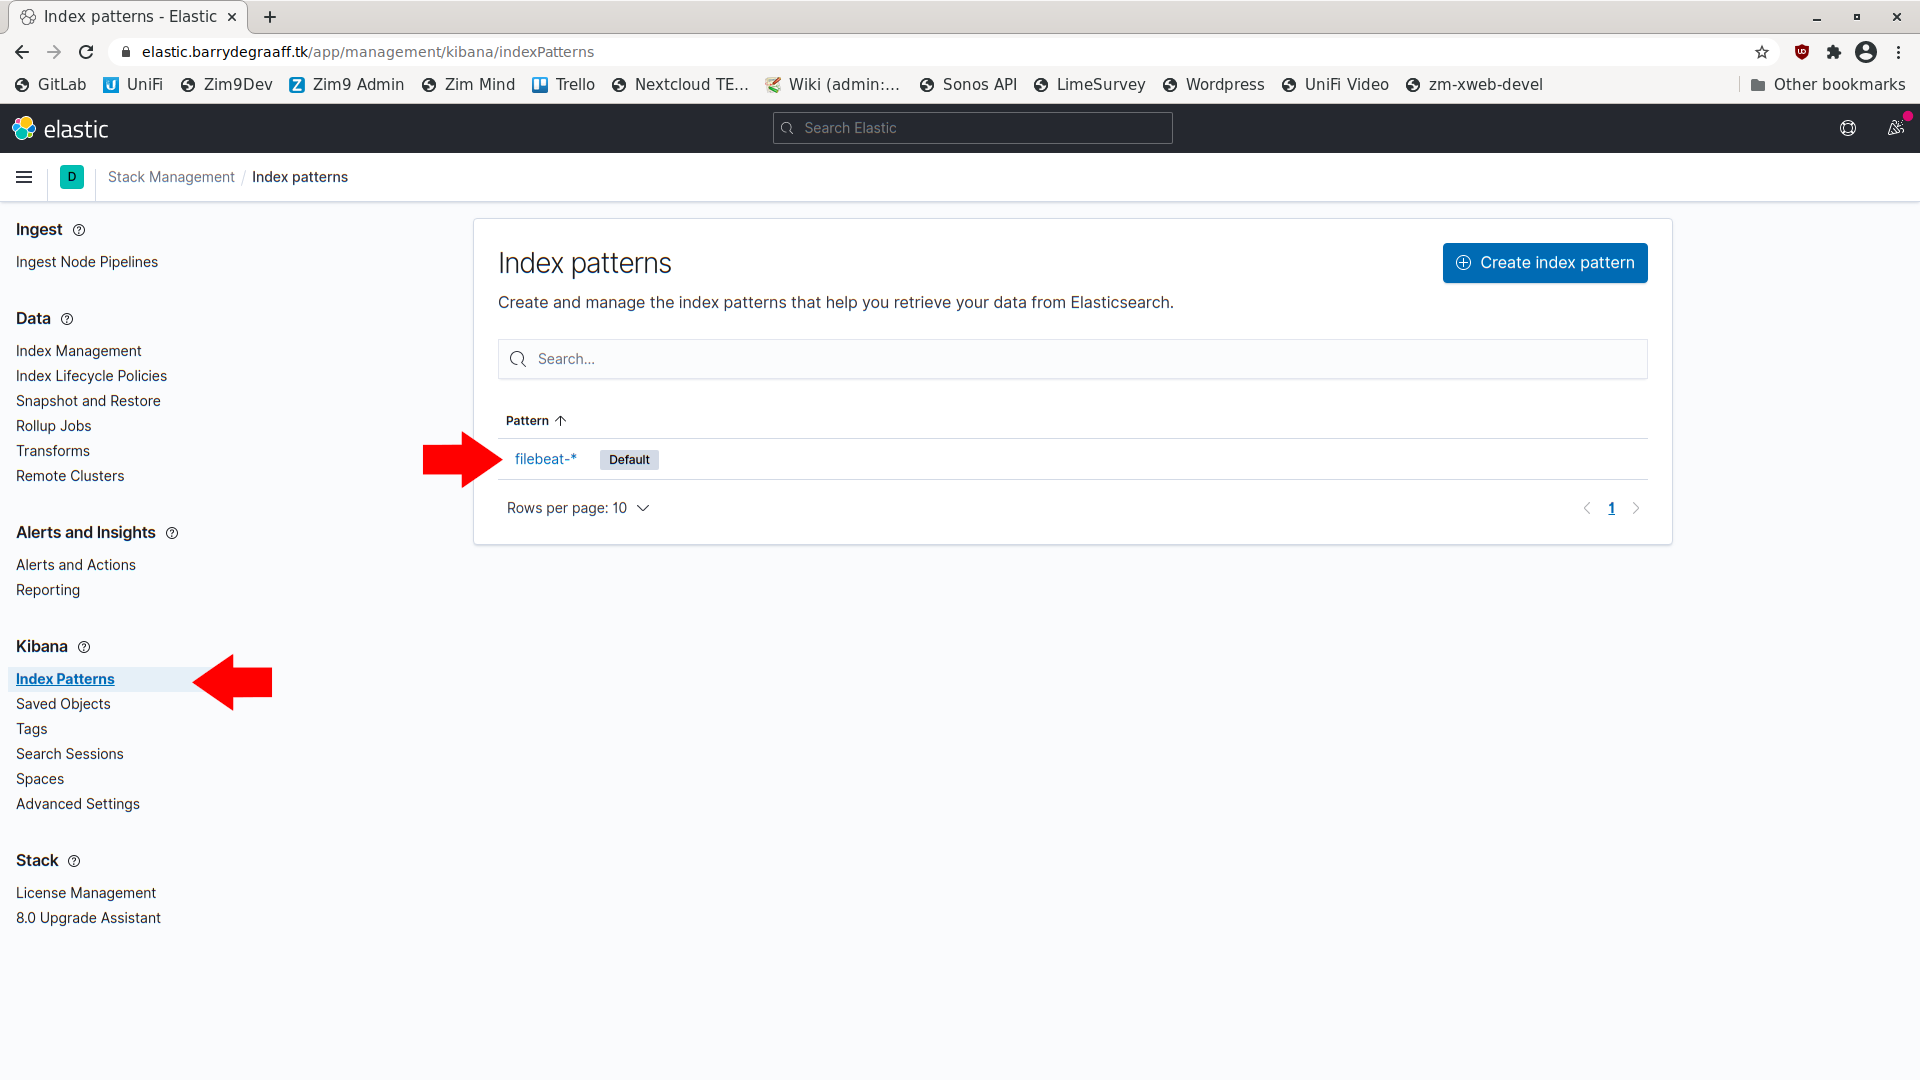 Index patterns - Elastic
elastic.barrydegraaff.tk/app/management/kibana/indexPatterns
GitLab UniFi Zim9Dev Zim9 Admin Zim Mind Trello Nextcloud TE... Wiki (admin:... Sonos API LimeSurvey Wordpress UniFi Video zm-xweb-devel Other bookmarks
elastic Search Elastic
D Stack Management / Index patterns
Ingest
Ingest Node Pipelines
Data
Index Management
Index Lifecycle Policies
Snapshot and Restore
Rollup Jobs
Transforms
Remote Clusters
Alerts and Insights
Alerts and Actions
Reporting
Kibana
Index Patterns
Saved Objects
Tags
Search Sessions
Spaces
Advanced Settings
Stack
License Management
8.0 Upgrade Assistant
Index patterns
Create index pattern
Create and manage the index patterns that help you retrieve your data from Elasticsearch.
Search...
Pattern
filebeat-* Default
Rows per page: 10 1